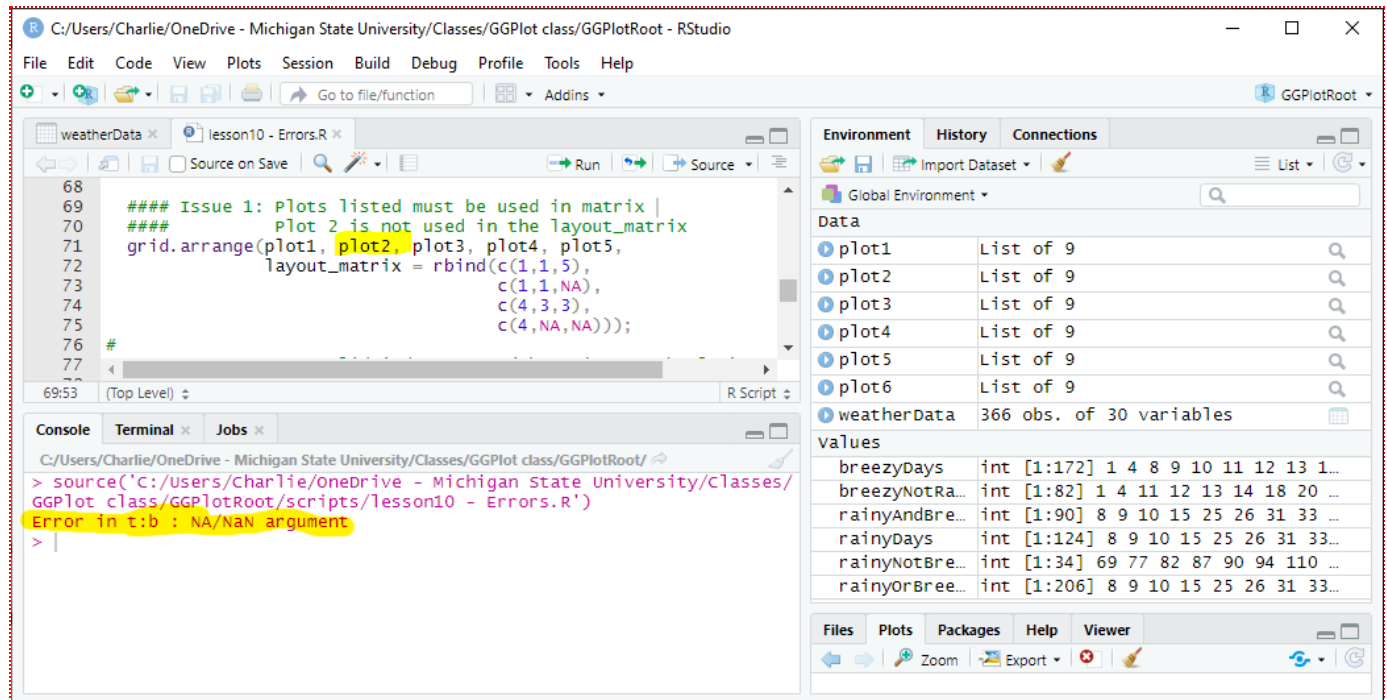 C:/Users/Charlie/OneDrive - Michigan State University/Classes/GGPlot class/GGPlotRoot - RStudio
File Edit Code View Plots Session Build Debug Profile Tools Help
Go to file/function Addins GGPlotRoot
weatherData lesson10 - Errors.R
Source on Save Run Source
68
69 #### Issue 1: Plots listed must be used in matrix
70 #### Plot 2 is not used in the layout_matrix
71 grid.arrange(plot1, plot2, plot3, plot4, plot5,
72 layout_matrix = rbind(c(1,1,5),
73 c(1,1,NA),
74 c(4,3,3),
75 c(4,NA,NA)));
76 #
77
69:53 (Top Level) R Script
Console Terminal Jobs
C:/Users/Charlie/OneDrive - Michigan State University/Classes/GGPlot class/GGPlotRoot/
> source('C:/Users/Charlie/OneDrive - Michigan State University/Classes/
GGPlot class/GGPlotRoot/scripts/lesson10 - Errors.R')
Error in t:b : NA/NaN argument
>
Environment History Connections
Import Dataset List
Global Environment
Data
plot1 List of 9
plot2 List of 9
plot3 List of 9
plot4 List of 9
plot5 List of 9
plot6 List of 9
weatherData 366 obs. of 30 variables
Values
breezyDays int [1:172] 1 4 8 9 10 11 12 13 1…
breezyNotRa… int [1:82] 1 4 11 12 13 14 18 20 …
rainyAndBre… int [1:90] 8 9 10 15 25 26 31 33 …
rainyDays int [1:124] 8 9 10 15 25 26 31 33…
rainyNotBre… int [1:34] 69 77 82 87 90 94 110 …
rainyOrBree… int [1:206] 8 9 10 15 25 26 31 33…
Files Plots Packages Help Viewer
Zoom Export